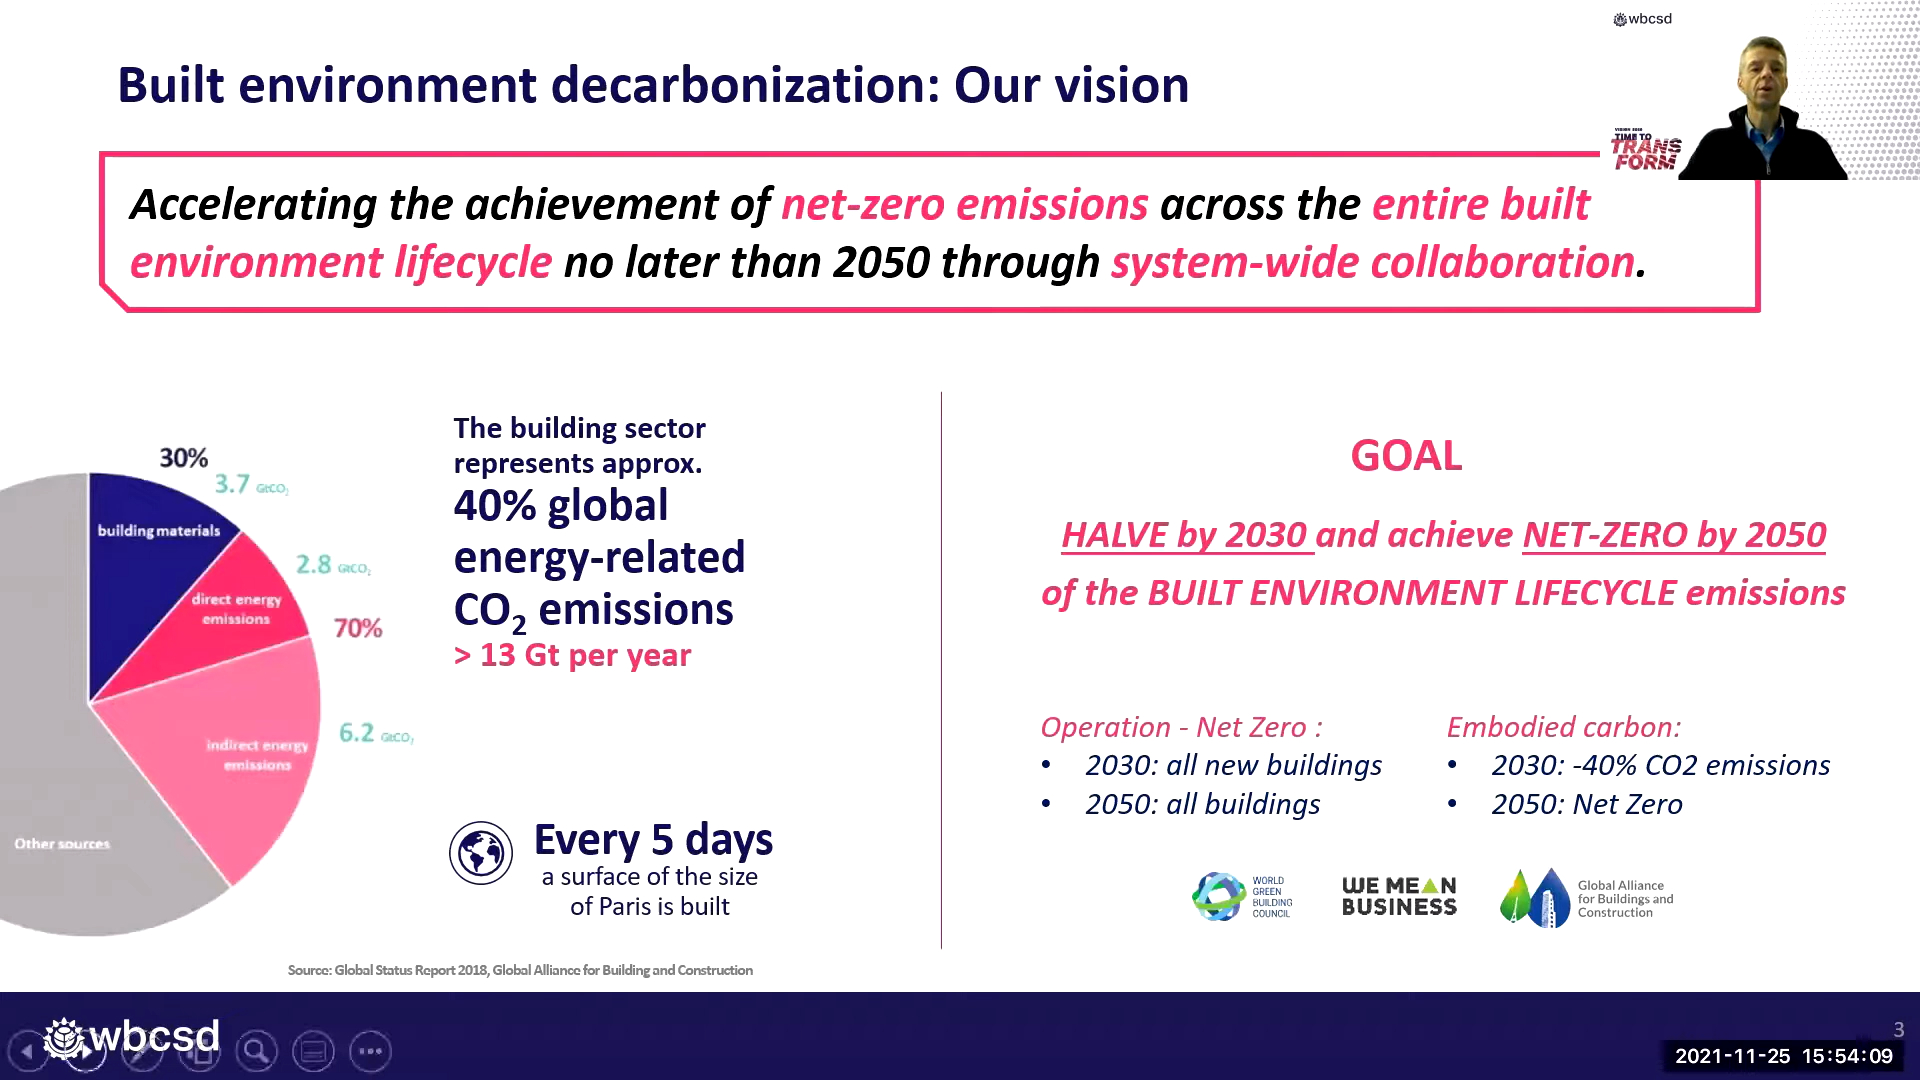 wbcsd
Built environment decarbonization: Our vision
VISION 2050
TIME TO
TRANS
FORM
Accelerating the achievement of net-zero emissions across the entire built
environment lifecycle no later than 2050 through system-wide collaboration.
30%
3.7 GtCO2
building materials
2.8 GtCO2
direct energy
emissions
70%
6.2 GtCO2
indirect energy
emissions
Other sources
The building sector
represents approx.
40% global
energy-related
CO2 emissions
> 13 Gt per year
Every 5 days
a surface of the size
of Paris is built
Source: Global Status Report 2018, Global Alliance for Building and Construction
GOAL
HALVE by 2030 and achieve NET-ZERO by 2050
of the BUILT ENVIRONMENT LIFECYCLE emissions
Operation - Net Zero :
• 2030: all new buildings
• 2050: all buildings
Embodied carbon:
• 2030: -40% CO2 emissions
• 2050: Net Zero
WORLD
GREEN
BUILDING
COUNCIL
WE MEAN
BUSINESS
Global Alliance
for Buildings and
Construction
wbcsd
3
2021-11-25 15:54:09